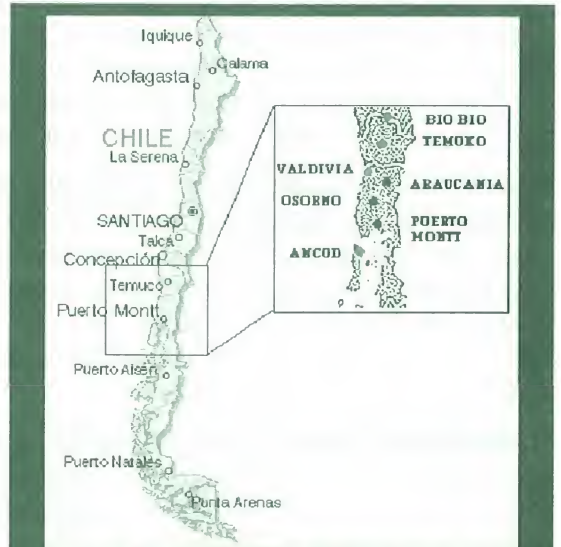 Iquique
Calama
Antofagasta
CHILE
La Serena
SANTIAGO
Talca
Concepción
Temuco
Puerto Montt
Puerto Aisén
Puerto Natales
Punta Arenas
BIO BIO
TEMUKO
VALDIVIA
ARAUCANIA
OSORNO
PUERTO
MONTT
ANCOD